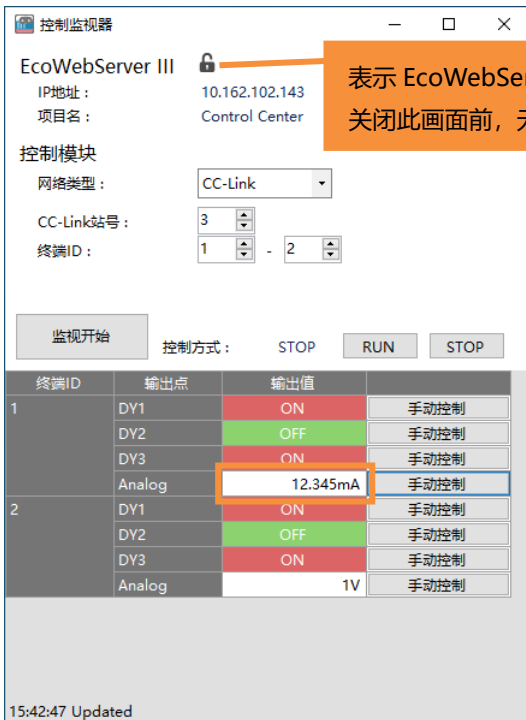 控制监视器
EcoWebServer III
IP地址： 10.162.102.143
项目名： Control Center
表示 EcoWebSer
关闭此画面前，
控制模块
网络类型： CC-Link
CC-Link站号： 3
终端ID： 1 - 2
监视开始 控制方式： STOP RUN STOP
终端ID 输出点 输出值
1 DY1 ON 手动控制
DY2 OFF 手动控制
DY3 ON 手动控制
Analog 12.345mA 手动控制
2 DY1 ON 手动控制
DY2 OFF 手动控制
DY3 ON 手动控制
Analog 1V 手动控制
15:42:47 Updated